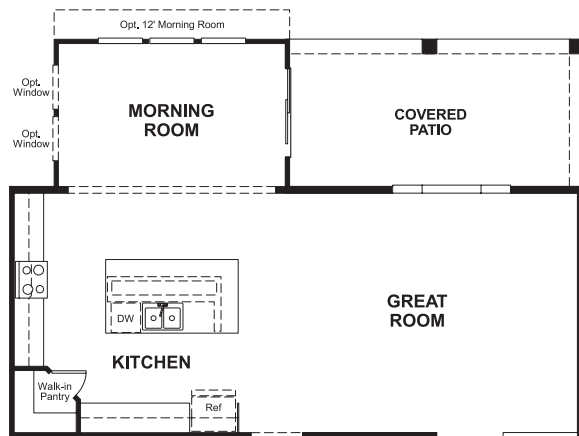 Opt. 12' Morning Room
Opt.
Window
MORNING
ROOM
COVERED
PATIO
Opt.
Window
GREAT
ROOM
DW
KITCHEN
Walk-in
Pantry
Ref